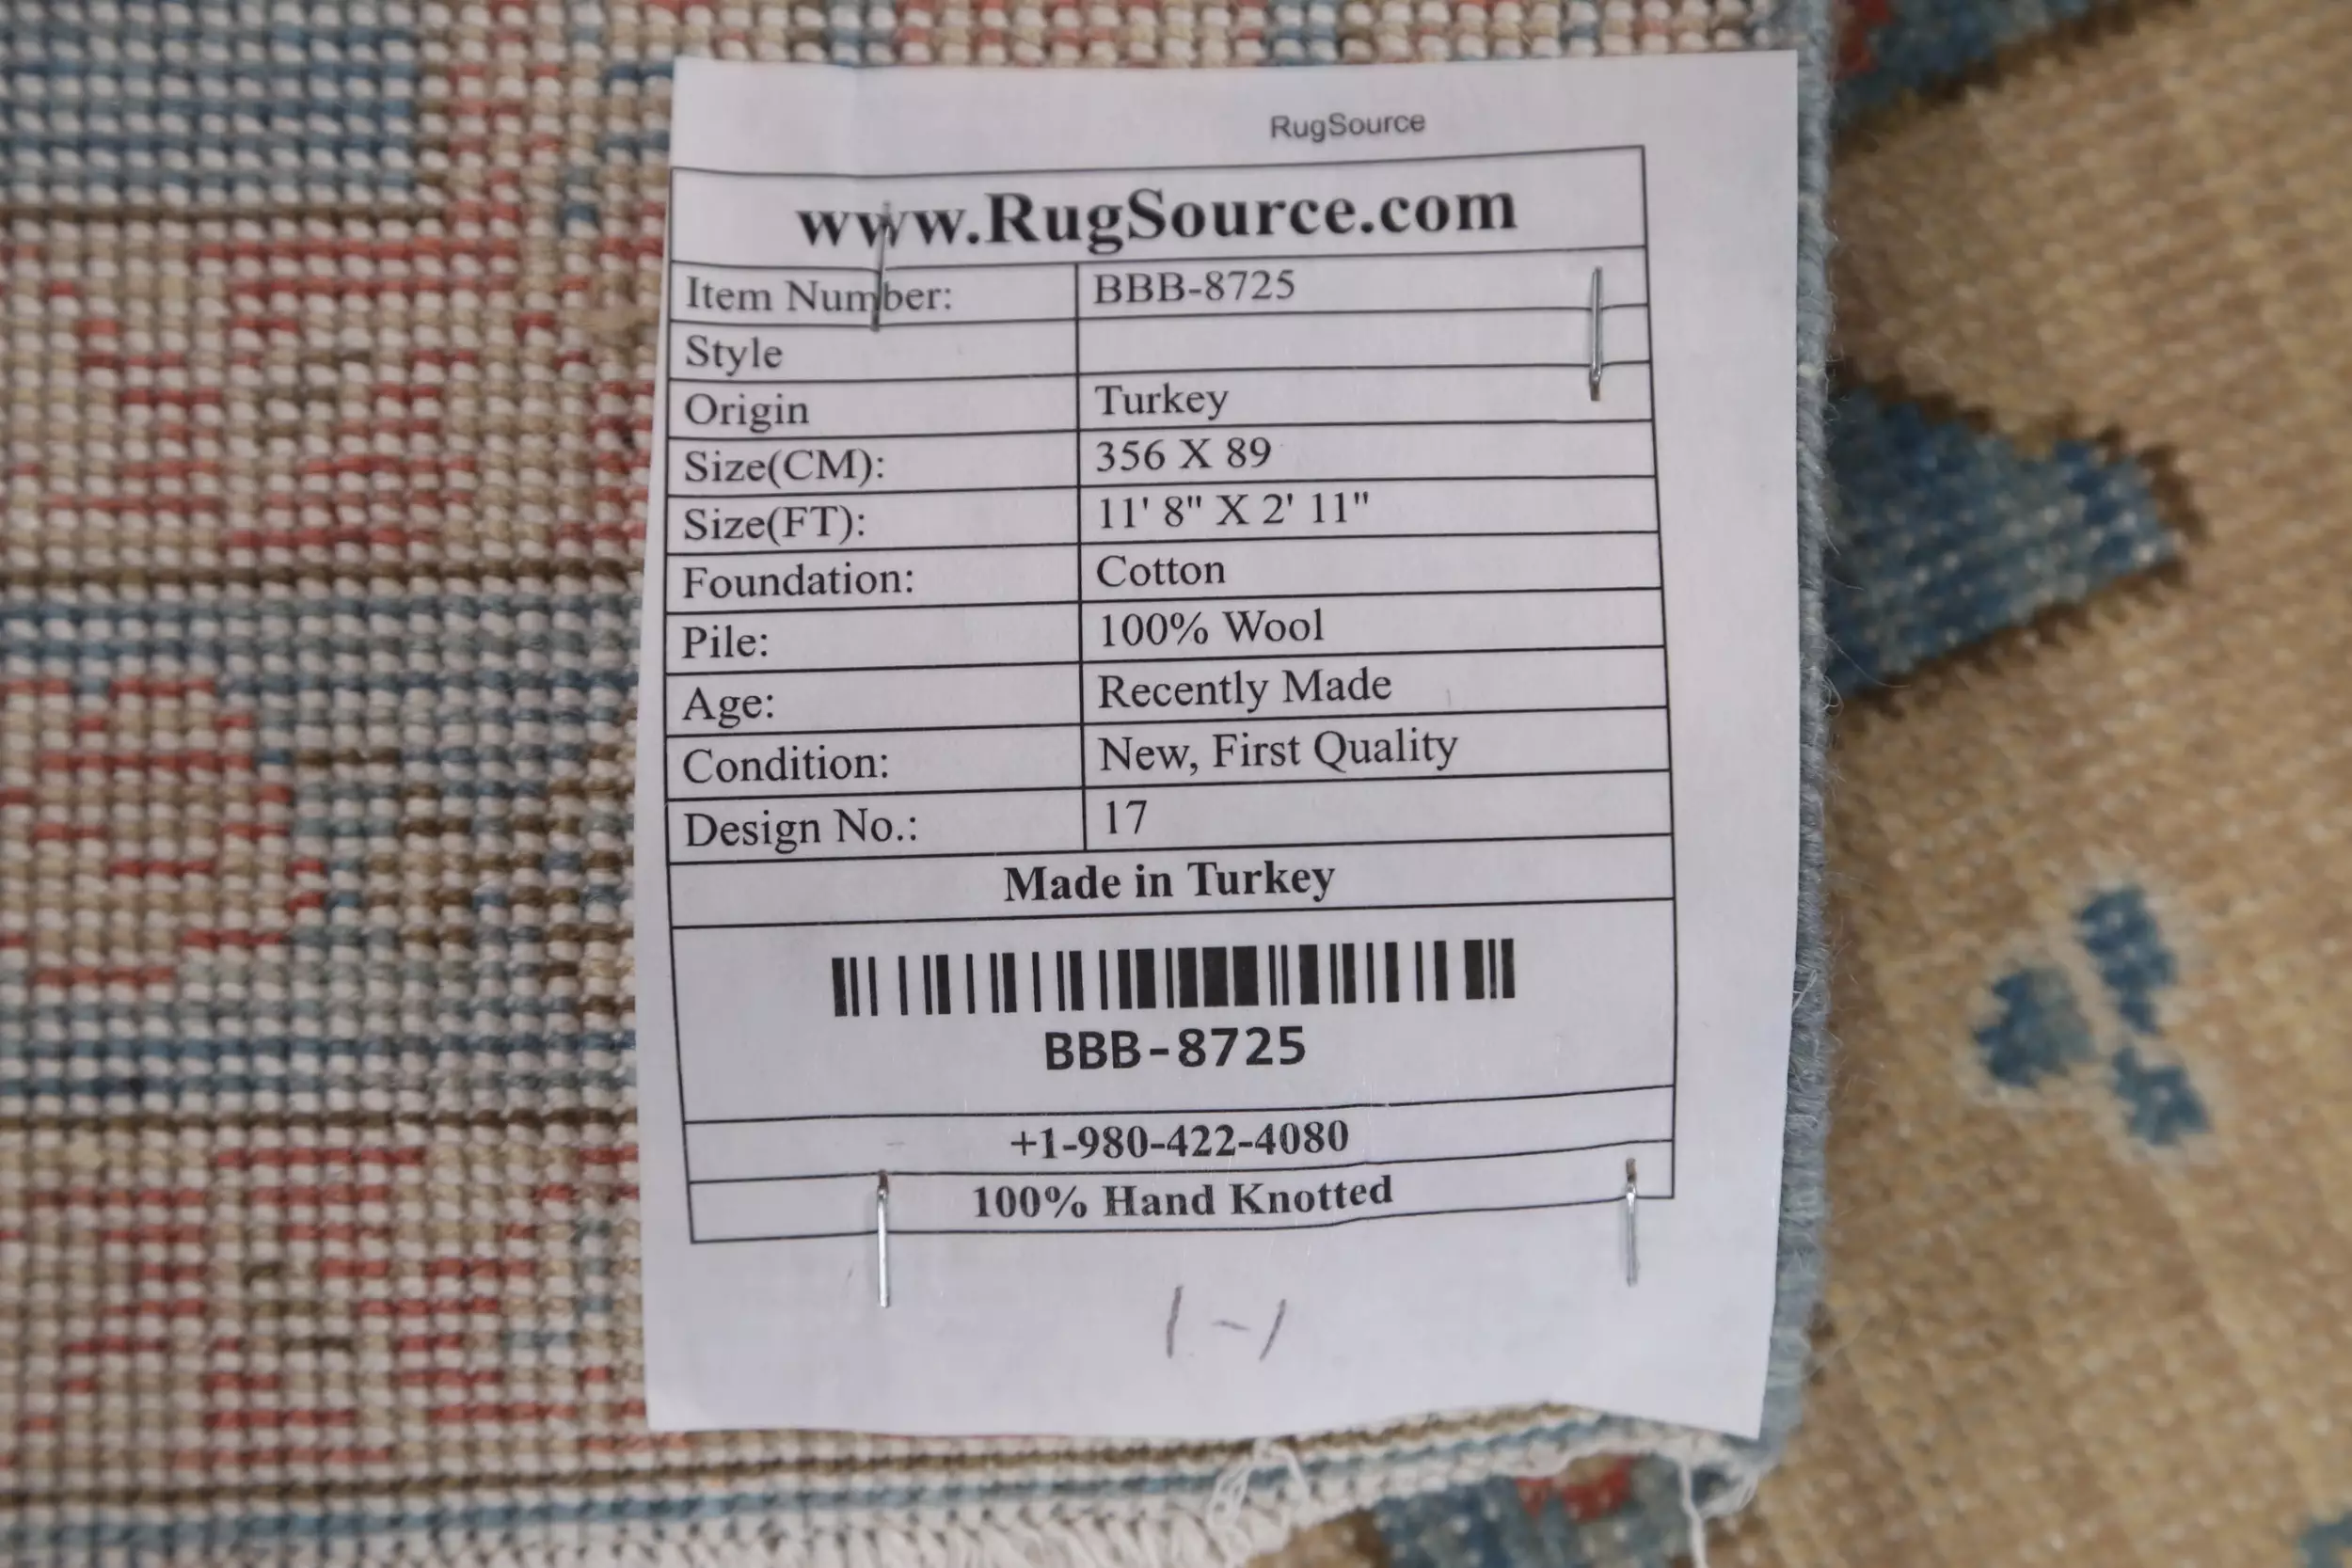 RugSource
www.RugSource.com
Item Number: BBB-8725
Style
Origin Turkey
Size(CM): 356 X 89
Size(FT): 11' 8" X 2' 11"
Foundation: Cotton
Pile: 100% Wool
Age: Recently Made
Condition: New, First Quality
Design No.: 17
Made in Turkey
BBB-8725
+1-980-422-4080
100% Hand Knotted
1-1